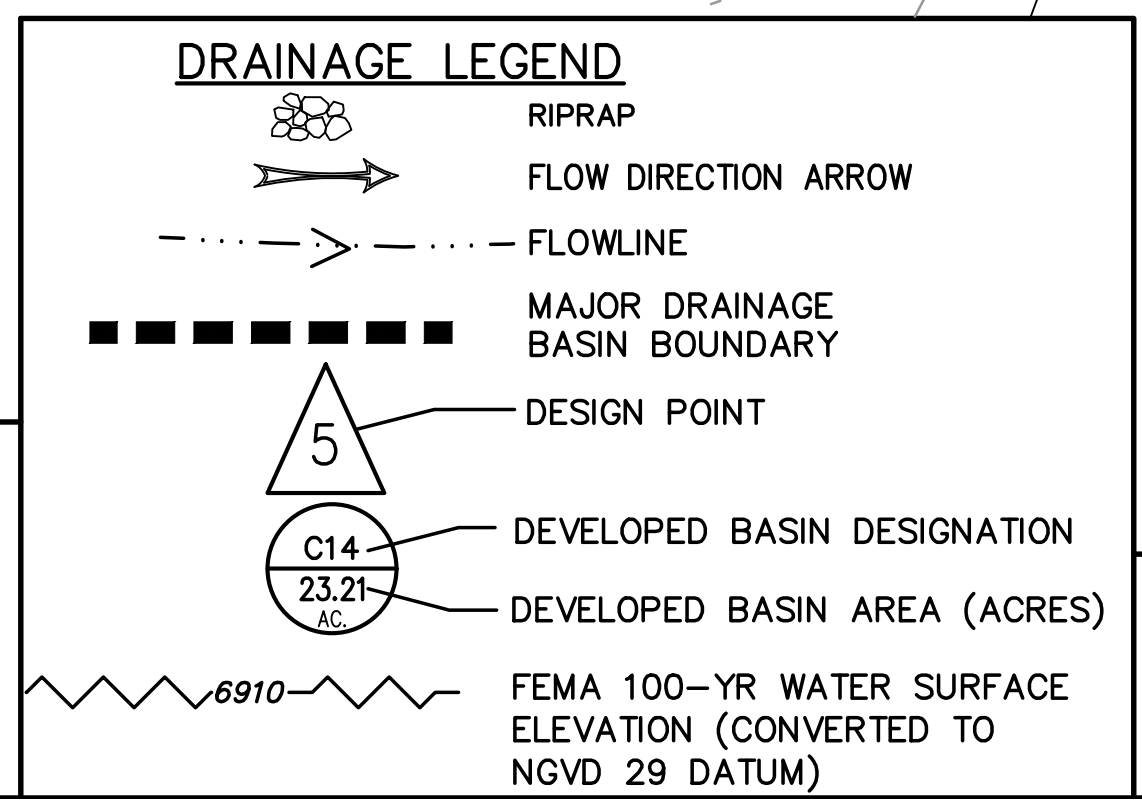 DRAINAGE LEGEND
RIPRAP
FLOW DIRECTION ARROW
FLOWLINE
MAJOR DRAINAGE
BASIN BOUNDARY
5
DESIGN POINT
C14
DEVELOPED BASIN DESIGNATION
23.21
AC.
DEVELOPED BASIN AREA (ACRES)
6910
FEMA 100-YR WATER SURFACE
ELEVATION (CONVERTED TO
NGVD 29 DATUM)